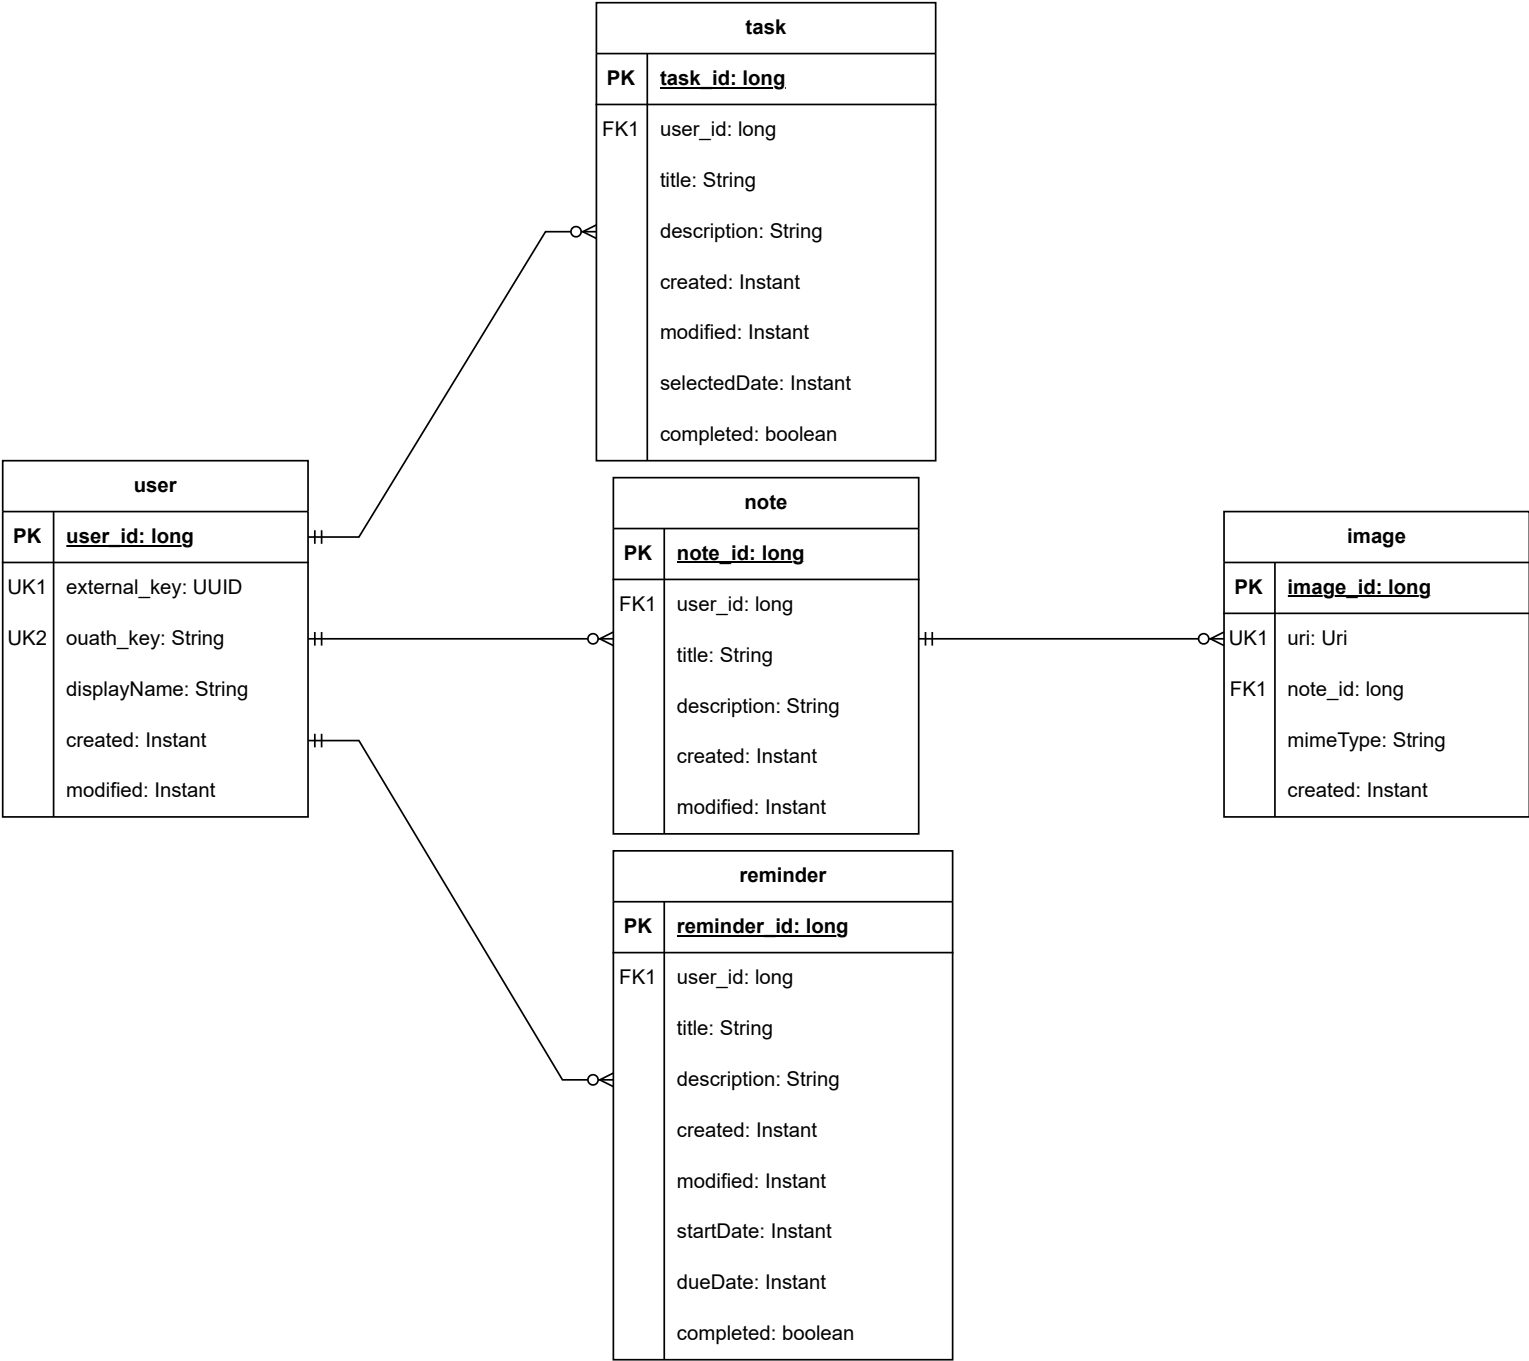 task
PK task_id: long
FK1 user_id: long
title: String
description: String
created: Instant
modified: Instant
selectedDate: Instant
completed: boolean
user
PK user_id: long
UK1 external_key: UUID
UK2 ouath_key: String
displayName: String
created: Instant
modified: Instant
note
PK note_id: long
FK1 user_id: long
title: String
description: String
created: Instant
modified: Instant
image
PK image_id: long
UK1 uri: Uri
FK1 note_id: long
mimeType: String
created: Instant
reminder
PK reminder_id: long
FK1 user_id: long
title: String
description: String
created: Instant
modified: Instant
startDate: Instant
dueDate: Instant
completed: boolean